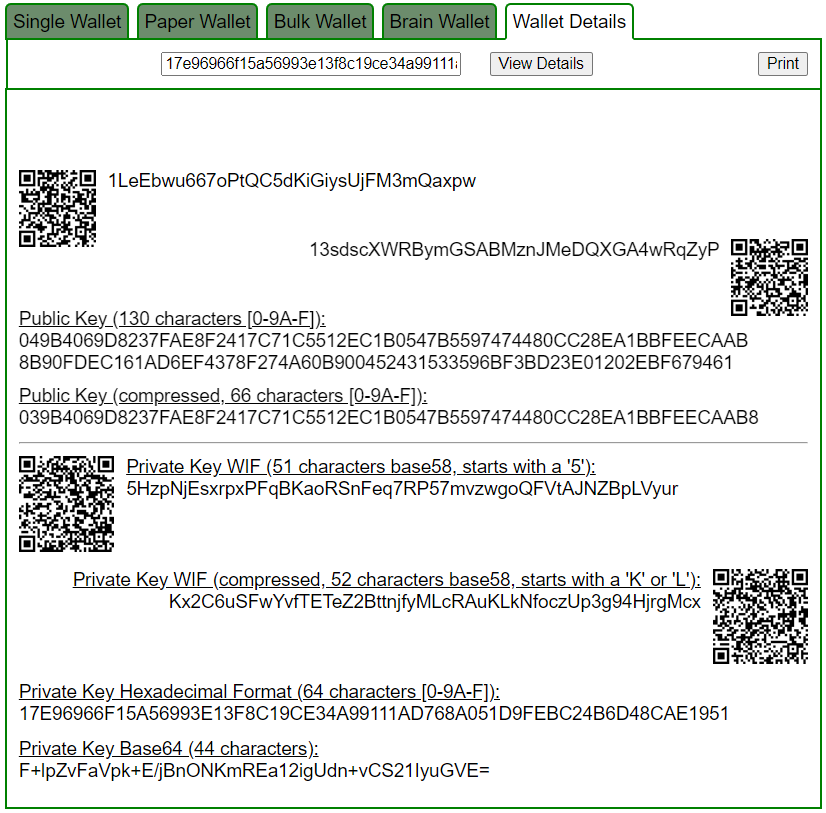 Single Wallet
Paper Wallet
Bulk Wallet
Brain Wallet
Wallet Details
17e96966f15a56993e13f8c19ce34a99111a
View Details
Print
1LeEbwu667oPtQC5dKiGiysUjFM3mQaxpw
13sdscXWRBymGSABMznJMeDQXGA4wRqZyP
Public Key (130 characters [0-9A-F]):
049B4069D8237FAE8F2417C71C5512EC1B0547B5597474480CC28EA1BBFEECAAB
8B90FDEC161AD6EF4378F274A60B900452431533596BF3BD23E01202EBF679461
Public Key (compressed, 66 characters [0-9A-F]):
039B4069D8237FAE8F2417C71C5512EC1B0547B5597474480CC28EA1BBFEECAAB8
Private Key WIF (51 characters base58, starts with a '5'):
5HzpNjEsxrpxPFqBKaoRSnFeq7RP57mvzwgoQFVtAJNZBpLVyur
Private Key WIF (compressed, 52 characters base58, starts with a 'K' or 'L'):
Kx2C6uSFwYvfTETeZ2BttnjfyMLcRAuKLkNfoczUp3g94HjrgMcx
Private Key Hexadecimal Format (64 characters [0-9A-F]):
17E96966F15A56993E13F8C19CE34A99111AD768A051D9FEBC24B6D48CAE1951
Private Key Base64 (44 characters):
F+lpZvFaVpk+E/jBnONKmREa12igUdn+vCS21IyuGVE=